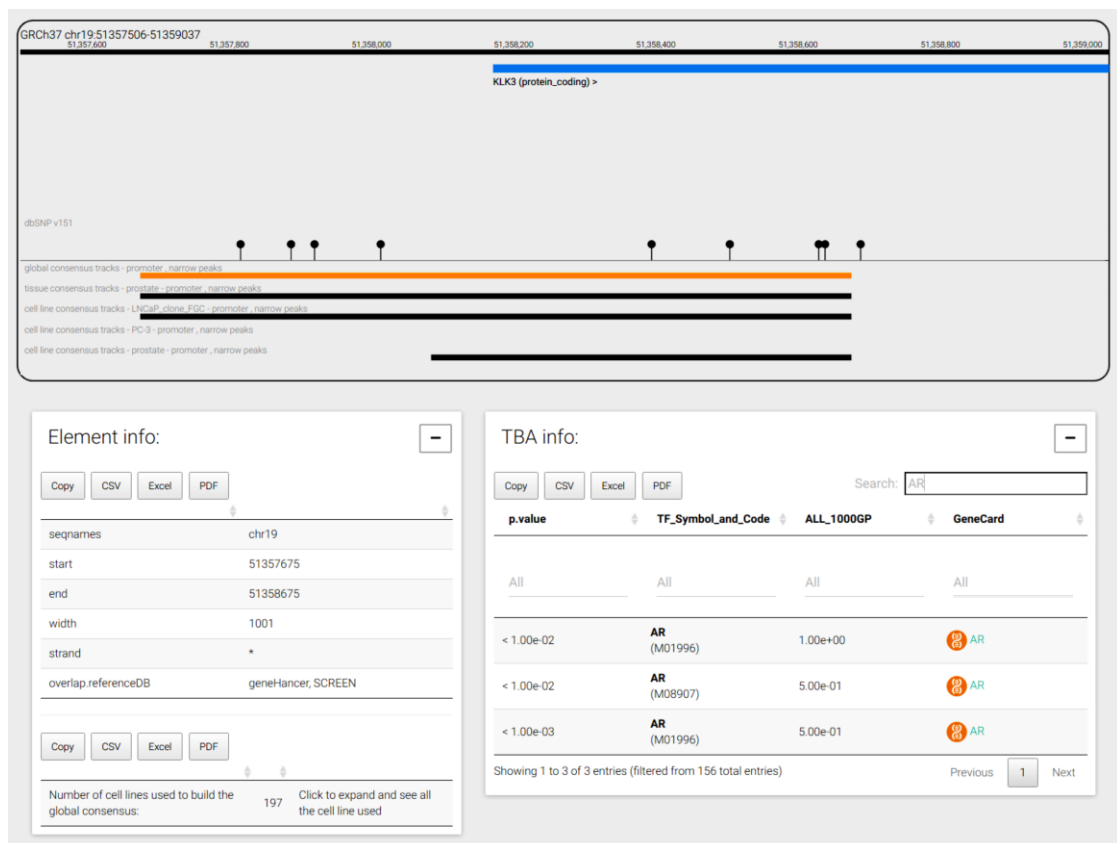 GRCh37 chr19:51357506-51359037
51,357,600 51,357,800 51,358,000 51,358,200 51,358,400 51,358,600 51,358,800 51,359,000
KLK3 (protein_coding) >
dbSNP v151
global consensus tracks - promoter , narrow peaks
tissue consensus tracks - prostate - promoter , narrow peaks
cell line consensus tracks - LNCaP_clone_FGC - promoter , narrow peaks
cell line consensus tracks - PC-3 - promoter , narrow peaks
cell line consensus tracks - prostate - promoter , narrow peaks
Element info:
Copy CSV Excel PDF
seqnames chr19
start 51357675
end 51358675
width 1001
strand *
overlap.referenceDB geneHancer, SCREEN
Copy CSV Excel PDF
Number of cell lines used to build the global consensus: 197 Click to expand and see all the cell line used
TBA info:
Copy CSV Excel PDF Search: AR
p.value TF_Symbol_and_Code ALL_1000GP GeneCard
All All All All
< 1.00e-02 AR (M01996) 1.00e+00 AR
< 1.00e-02 AR (M08907) 5.00e-01 AR
< 1.00e-03 AR (M01996) 5.00e-01 AR
Showing 1 to 3 of 3 entries (filtered from 156 total entries) Previous 1 Next